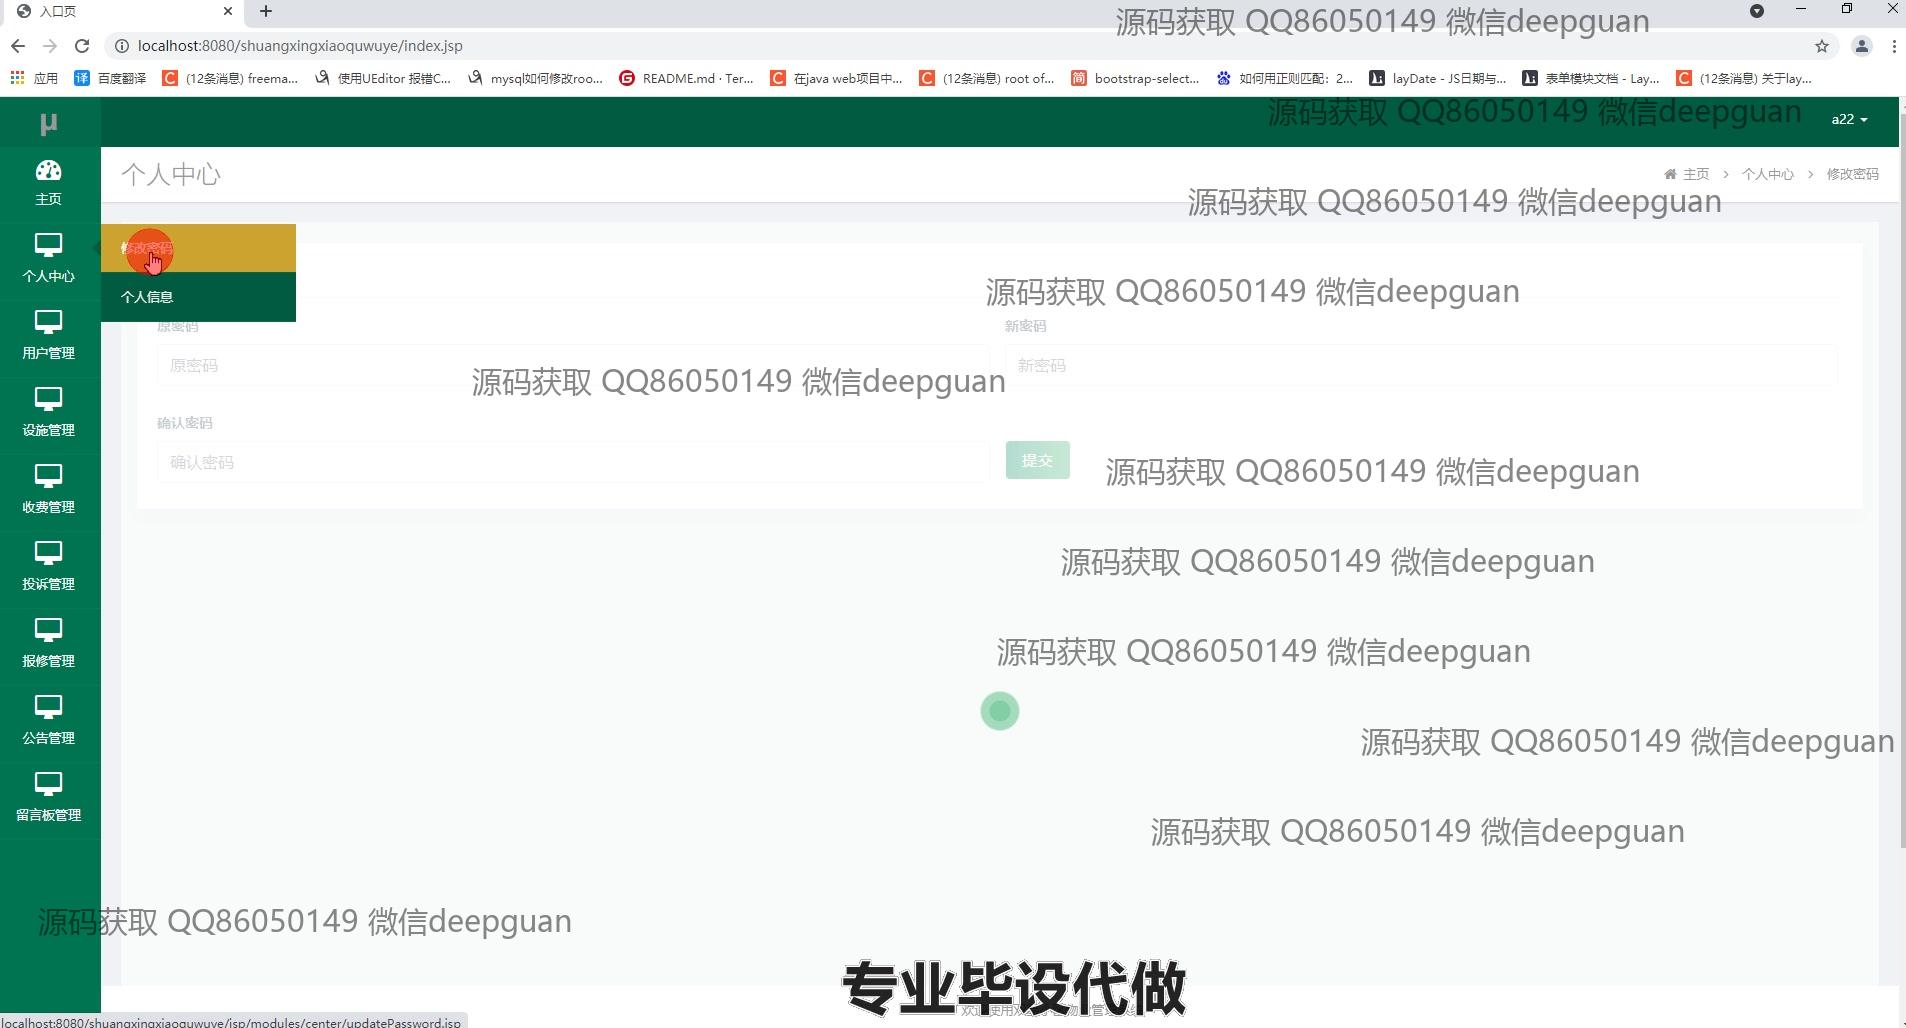 入口页
源码获取 QQ86050149 微信deepguan
localhost:8080/shuangxingxiaoquwuye/index.jsp
应用 百度翻译 (12条消息) freema... 使用UEditor 报错C... mysql如何修改roo... README.md · Ter... 在java web项目中... (12条消息) root of... bootstrap-select... 如何用正则匹配：2... layDate - JS日期与... 表单模块文档 - Lay... (12条消息) 关于lay...
μ
源码获取 QQ86050149 微信deepguan
a22
个人中心
主页 > 个人中心 > 修改密码
主页
源码获取 QQ86050149 微信deepguan
修改密码
个人中心
个人信息
源码获取 QQ86050149 微信deepguan
原密码
新密码
用户管理
原密码
新密码
源码获取 QQ86050149 微信deepguan
设施管理
确认密码
确认密码
提交
源码获取 QQ86050149 微信deepguan
收费管理
源码获取 QQ86050149 微信deepguan
投诉管理
源码获取 QQ86050149 微信deepguan
报修管理
源码获取 QQ86050149 微信deepguan
公告管理
源码获取 QQ86050149 微信deepguan
留言板管理
源码获取 QQ86050149 微信deepguan
专业毕设代做
localhost:8080/shuangxingxiaoquwuye/jsp/modules/center/updatePassword.jsp